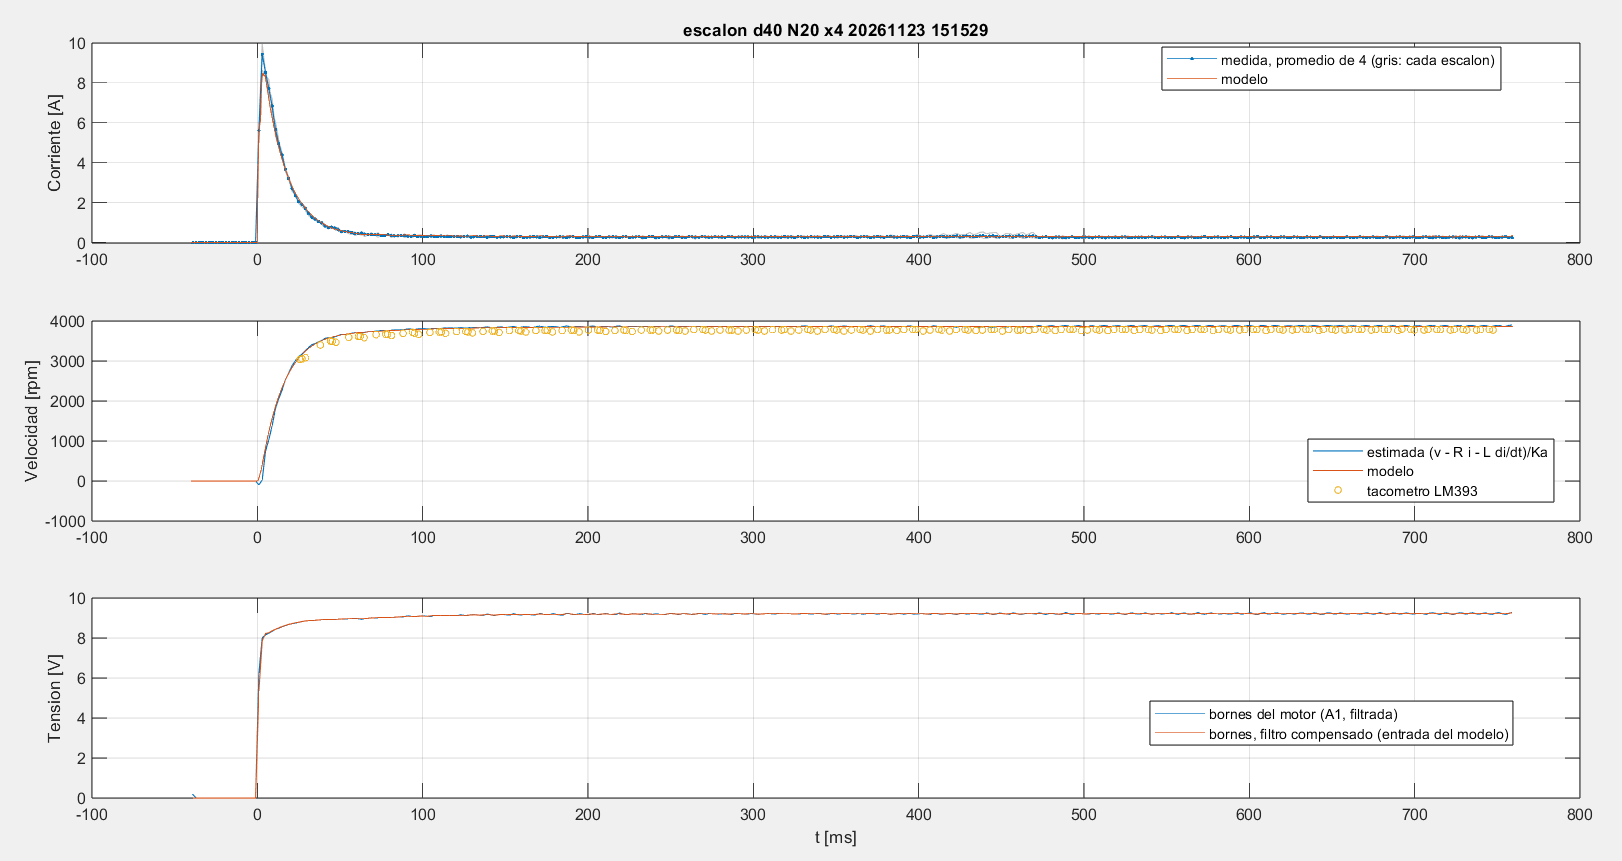 escalon d40 N20 x4 20261123 151529
10
8
6
4
2
0
Corriente [A]
medida, promedio de 4 (gris: cada escalon)
modelo
-100 0 100 200 300 400 500 600 700 800
4000
3000
2000
1000
0
-1000
Velocidad [rpm]
estimada (v - R i - L di/dt)/Ka
modelo
tacometro LM393
-100 0 100 200 300 400 500 600 700 800
10
8
6
4
2
0
Tension [V]
bornes del motor (A1, filtrada)
bornes, filtro compensado (entrada del modelo)
-100 0 100 200 300 400 500 600 700 800
t [ms]